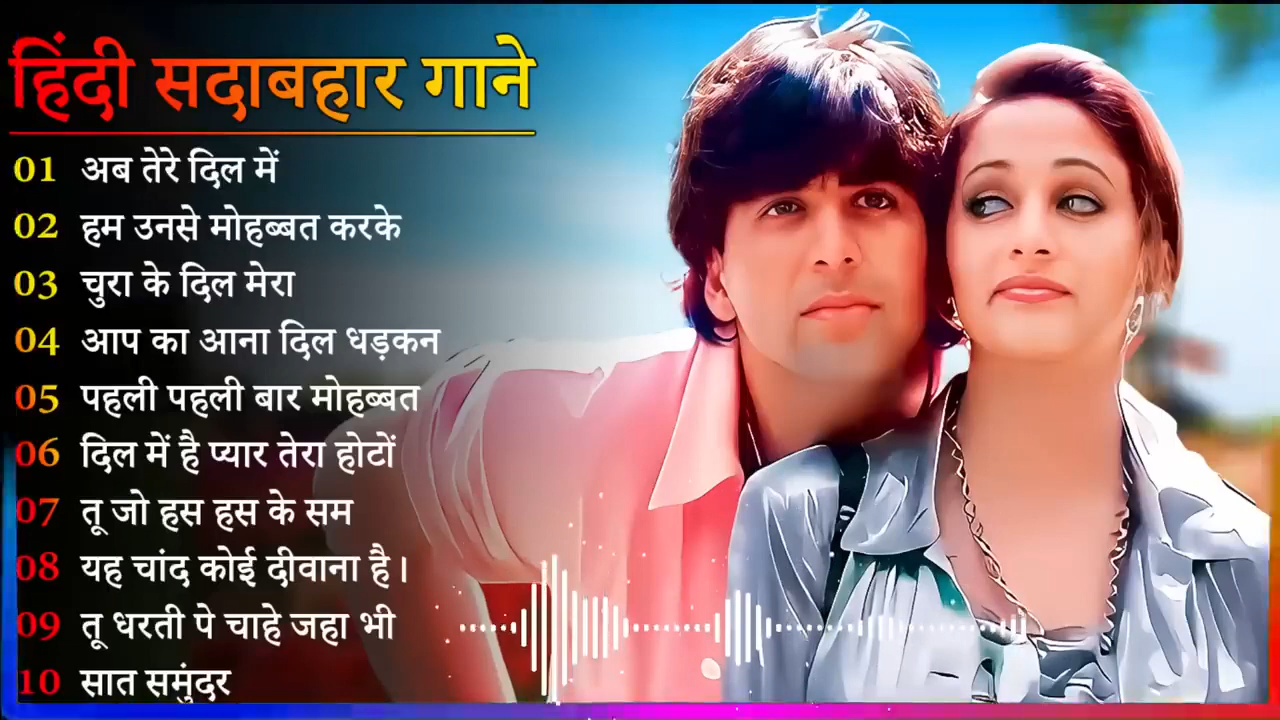 हिंदी सदाबहार गाने
01 अब तेरे दिल में
02 हम उनसे मोहब्बत करके
03 चुरा के दिल मेरा
04 आप का आना दिल धड़कन
05 पहली पहली बार मोहब्बत
06 दिल में है प्यार तेरा होटों
07 तू जो हस हस के सम
08 यह चांद कोई दीवाना है।
09 तू धरती पे चाहे जहा भी
10 सात समुंदर